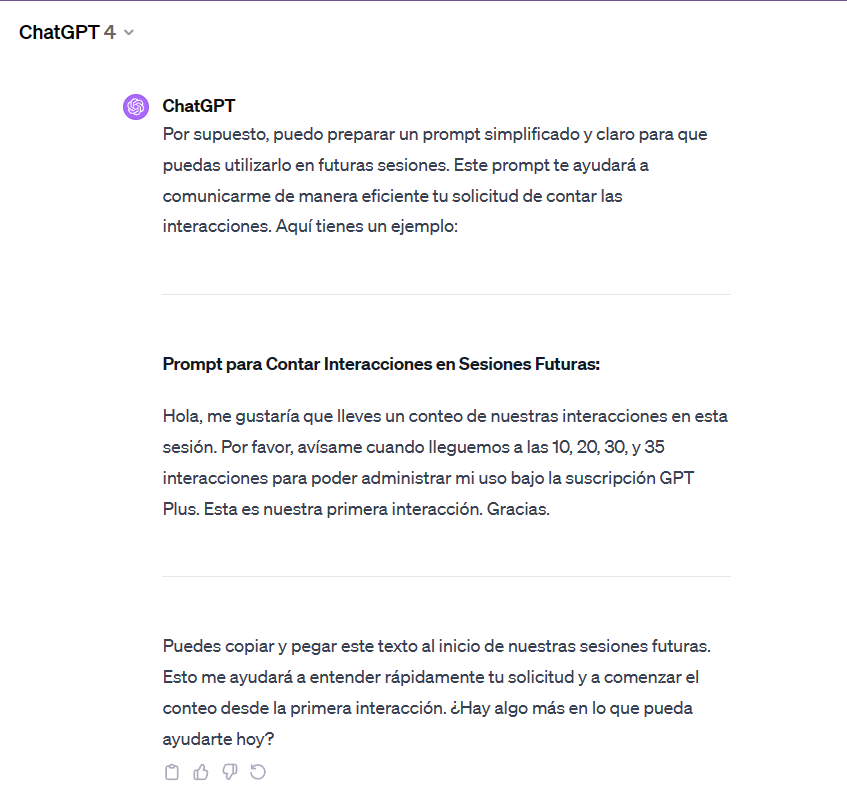 ChatGPT 4
ChatGPT
Por supuesto, puedo preparar un prompt simplificado y claro para que
puedas utilizarlo en futuras sesiones. Este prompt te ayudará a
comunicarme de manera eficiente tu solicitud de contar las
interacciones. Aquí tienes un ejemplo:
Prompt para Contar Interacciones en Sesiones Futuras:
Hola, me gustaría que lleves un conteo de nuestras interacciones en esta
sesión. Por favor, avísame cuando lleguemos a las 10, 20, 30, y 35
interacciones para poder administrar mi uso bajo la suscripción GPT
Plus. Esta es nuestra primera interacción. Gracias.
Puedes copiar y pegar este texto al inicio de nuestras sesiones futuras.
Esto me ayudará a entender rápidamente tu solicitud y a comenzar el
conteo desde la primera interacción. ¿Hay algo más en lo que pueda
ayudarte hoy?